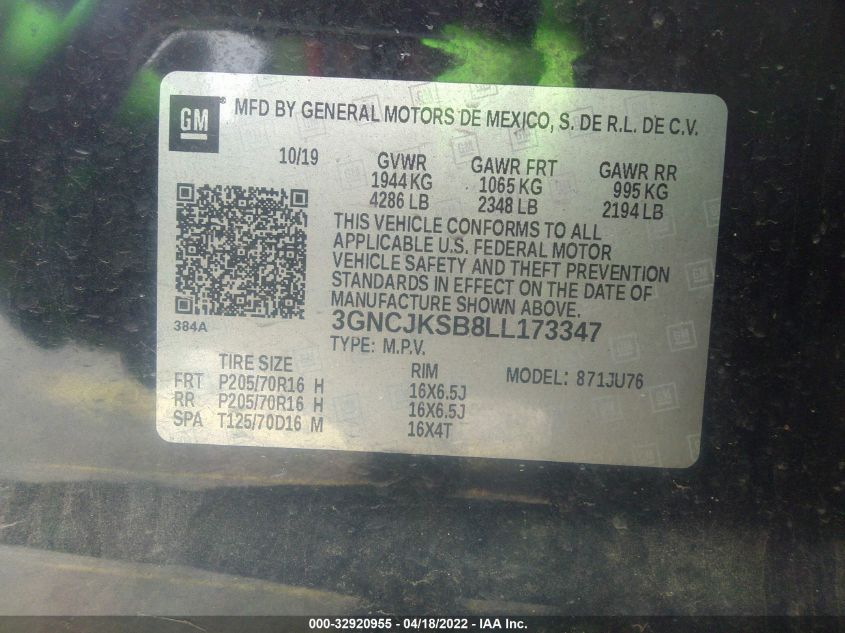 GM® MFD BY GENERAL MOTORS DE MEXICO, S. DE R.L. DE C.V.
10/19 GVWR GAWR FRT GAWR RR
1944 KG 1065 KG 995 KG
4286 LB 2348 LB 2194 LB
THIS VEHICLE CONFORMS TO ALL
APPLICABLE U.S. FEDERAL MOTOR
VEHICLE SAFETY AND THEFT PREVENTION
STANDARDS IN EFFECT ON THE DATE OF
MANUFACTURE SHOWN ABOVE.
384A
3GNCJKSB8LL173347
TYPE: M.P.V.
TIRE SIZE RIM MODEL: 871JU76
FRT P205/70R16 H 16X6.5J
RR P205/70R16 H 16X6.5J
SPA T125/70D16 M 16X4T
000-32920955 - 04/18/2022 - IAA Inc.